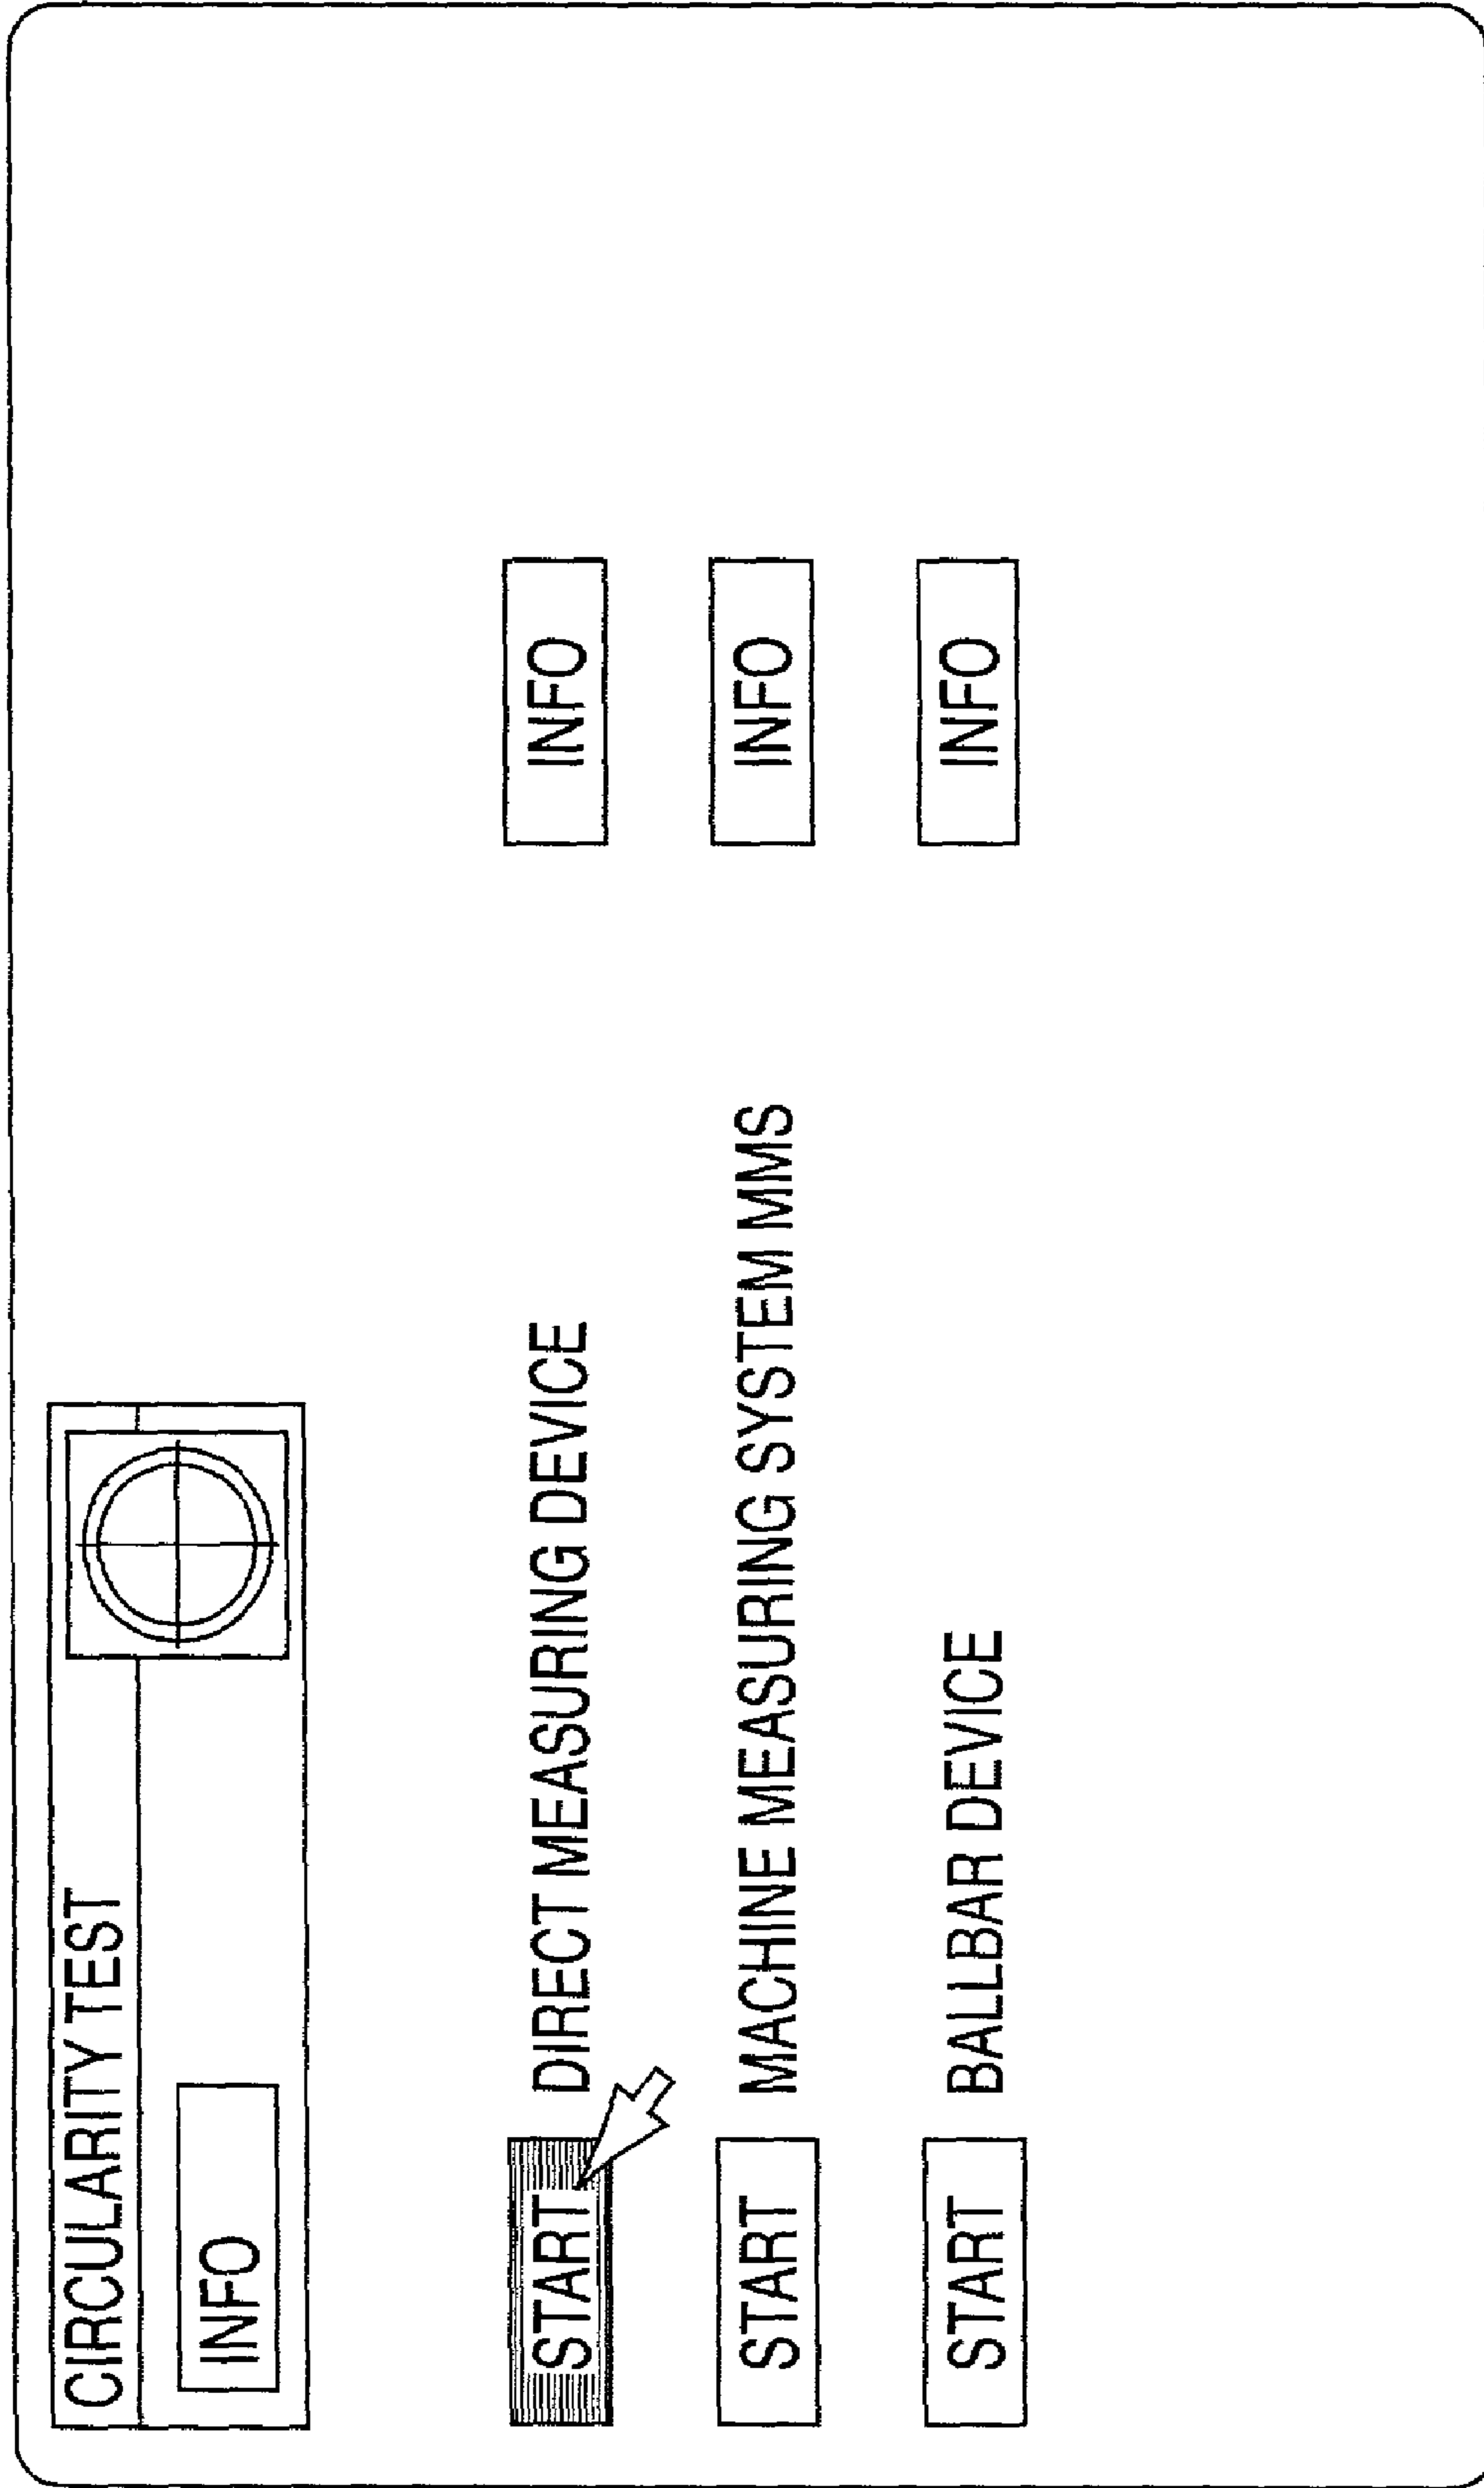 CIRCULARITY TEST
INFO
START DIRECT MEASURING DEVICE INFO
START MACHINE MEASURING SYSTEM MMS INFO
START BALLBAR DEVICE INFO